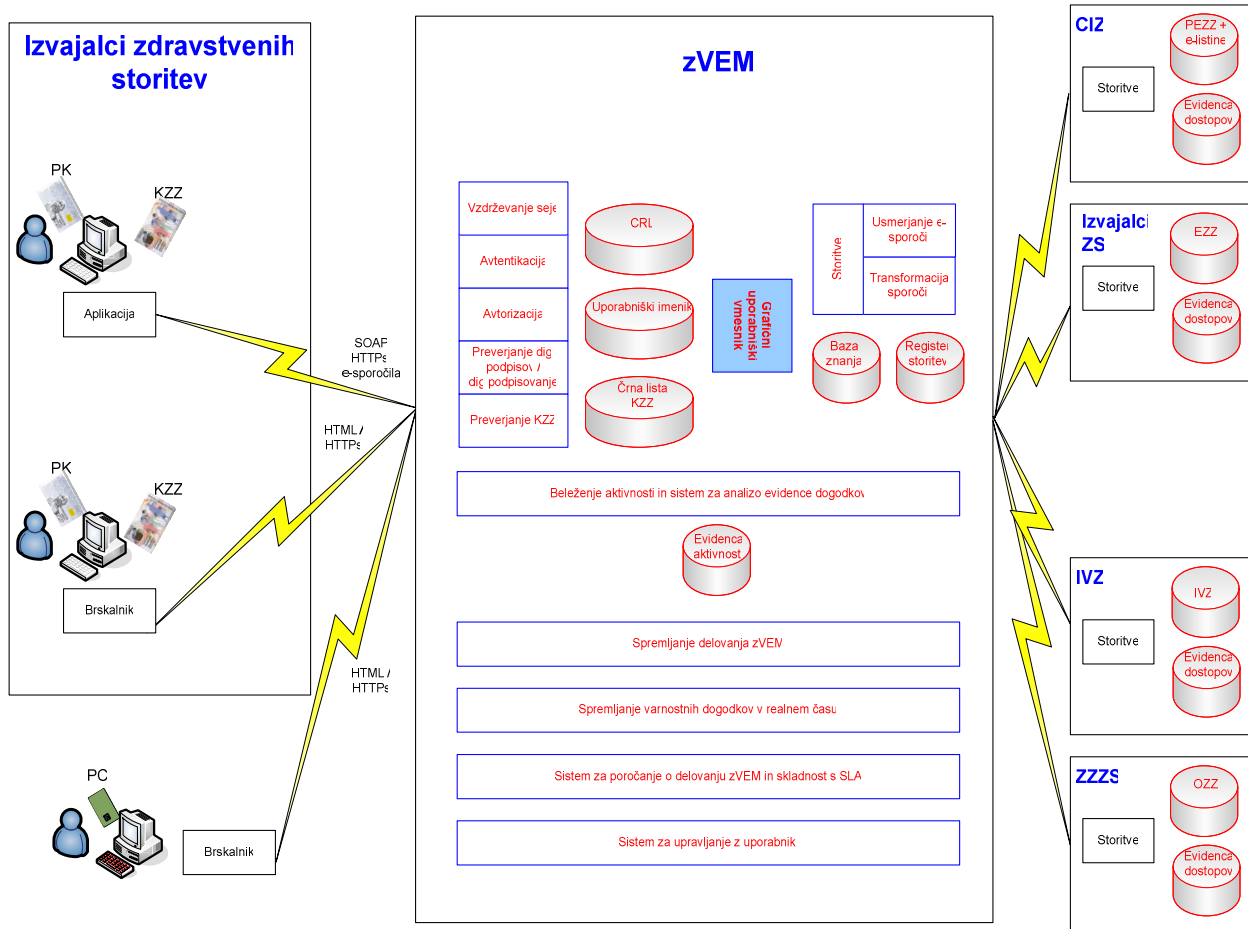 Izvajalci zdravstvenih
storitev
PK
KZZ
Aplikacija
PK
KZZ
Brskalnik
PC
Brskalnik
SOAP
HTTPs
e-sporočila
HTML /
HTTPs
HTML /
HTTPs
zVEM
Vzdrževanje seje
Avtentikacija
Avtorizacija
Preverjanje dig
podpisov /
dig podpisovanje
Preverjanje KZZ
CRL
Uporabniški imenik
Črna lista
KZZ
Grafični
uporabniški
vmesnik
Storitve
Usmerjanje e-
sporoči
Transformacija
sporoči
Baza
znanja
Register
storitev
Beleženje aktivnosti in sistem za analizo evidence dogodkov
Evidenca
aktivnost
Spremljanje delovanja zVEM
Spremljanje varnostnih dogodkov v realnem času
Sistem za poročanje o delovanju zVEM in skladnost s SLA
Sistem za upravljanje z uporabnik
CIZ
Storitve
PEZZ +
e-listine
Evidenca
dostopov
Izvajalci
ZS
Storitve
EZZ
Evidenca
dostopov
IVZ
Storitve
IVZ
Evidenca
dostopov
ZZZS
Storitve
OZZ
Evidenca
dostopov